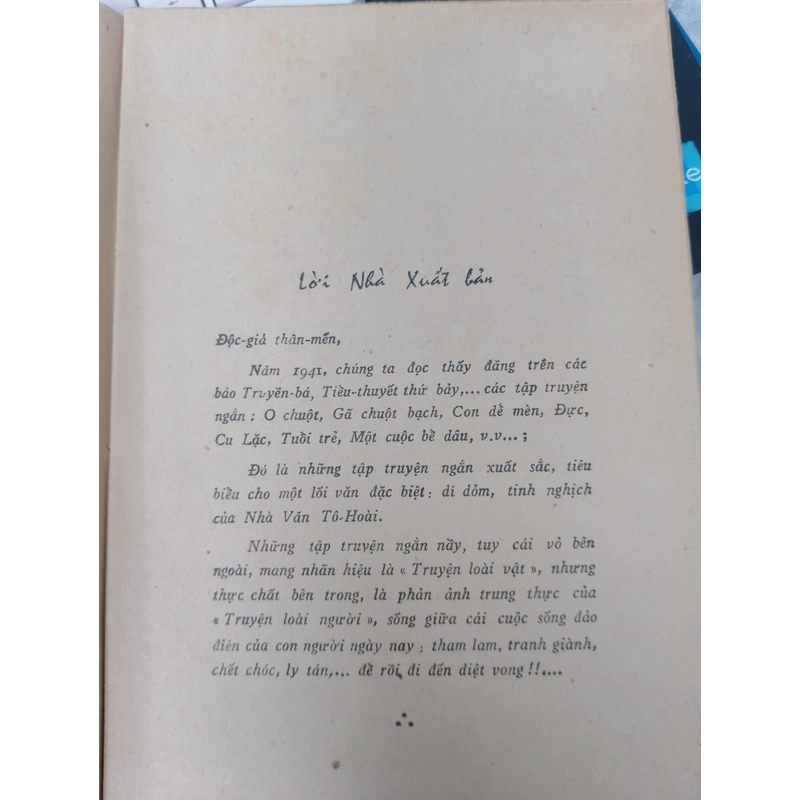 Lời Nhà Xuất bản
Độc-giả thân-mến,
Năm 1941, chúng ta đọc thấy đăng trên các
báo Truyền-bá, Tiểu-thuyết thứ bảy,... các tập truyện
ngắn : O chuột, Gã chuột bạch, Con dế mèn, Đực,
Cu Lặc, Tuổi trẻ, Một cuộc bể dâu, v.v... ;
Đó là những tập truyện ngắn xuất sắc, tiêu
biểu cho một lối văn đặc biệt : dí dỏm, tinh nghịch
của Nhà Văn Tô-Hoài.
Những tập truyện ngắn nầy, tuy cái vỏ bên
ngoài, mang nhãn hiệu là « Truyện loài vật », nhưng
thực chất bên trong, là phản ảnh trung thực của
« Truyện loài người », sống giữa cái cuộc sống đảo
điên của con người ngày nay : tham lam, tranh giành,
chết chóc, ly tán,... để rồi đi đến diệt vong !!....